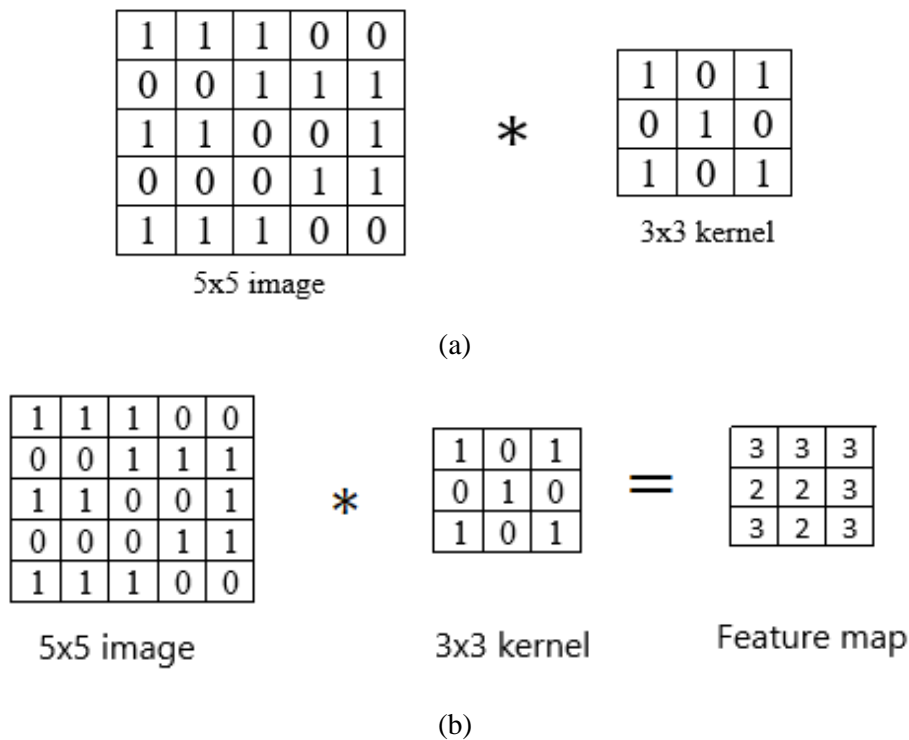 1 1 1 0 0
0 0 1 1 1
1 1 0 0 1
0 0 0 1 1
1 1 1 0 0
5x5 image
*
1 0 1
0 1 0
1 0 1
3x3 kernel
(a)
1 1 1 0 0
0 0 1 1 1
1 1 0 0 1
0 0 0 1 1
1 1 1 0 0
5x5 image
*
1 0 1
0 1 0
1 0 1
3x3 kernel
=
3 3 3
2 2 3
3 2 3
Feature map
(b)